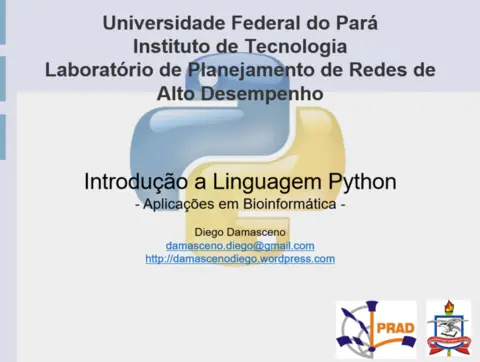 Universidade Federal do Pará
Instituto de Tecnologia
Laboratório de Planejamento de Redes de
Alto Desempenho
Introdução a Linguagem Python
- Aplicações em Bioinformática -
Diego Damasceno
damasceno.diego@gmail.com
http://damascenodiego.wordpress.com
PRAD